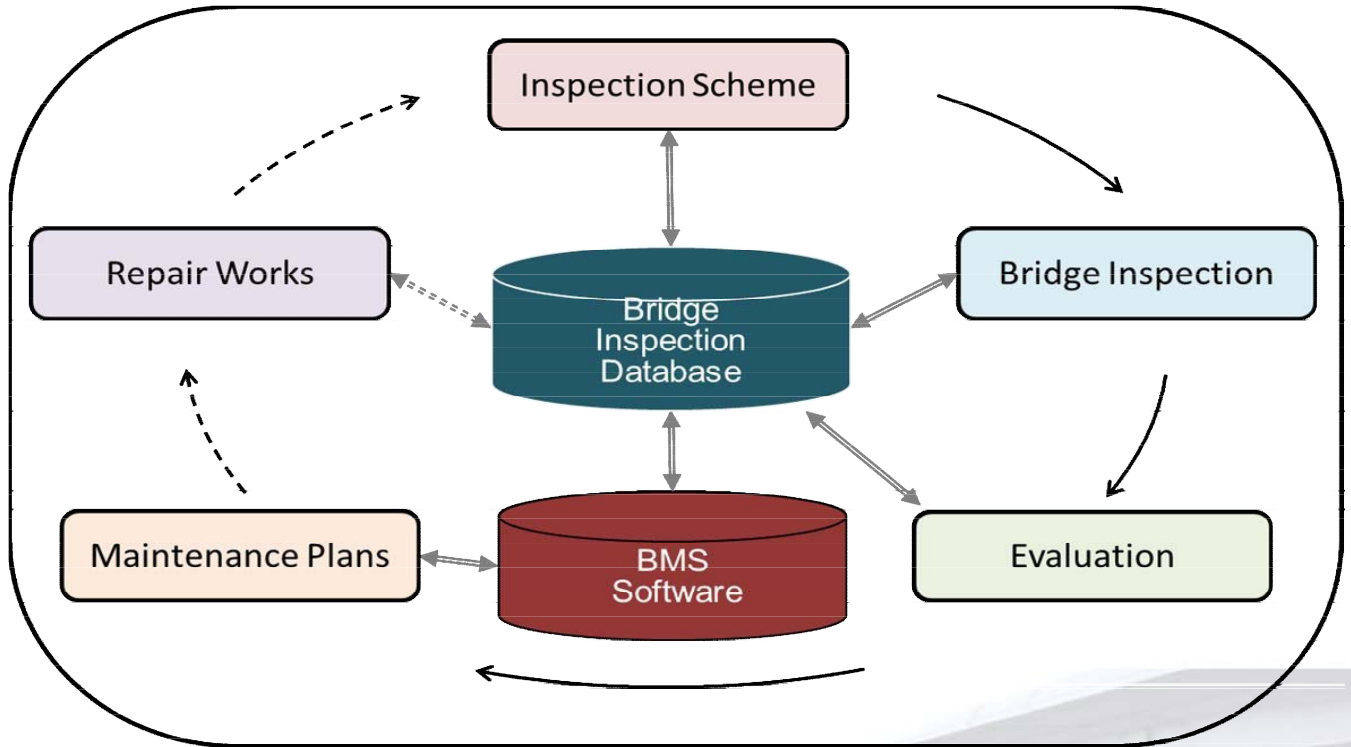 Inspection Scheme
Repair Works
Bridge Inspection
Bridge
Inspection
Database
Maintenance Plans
BMS
Software
Evaluation